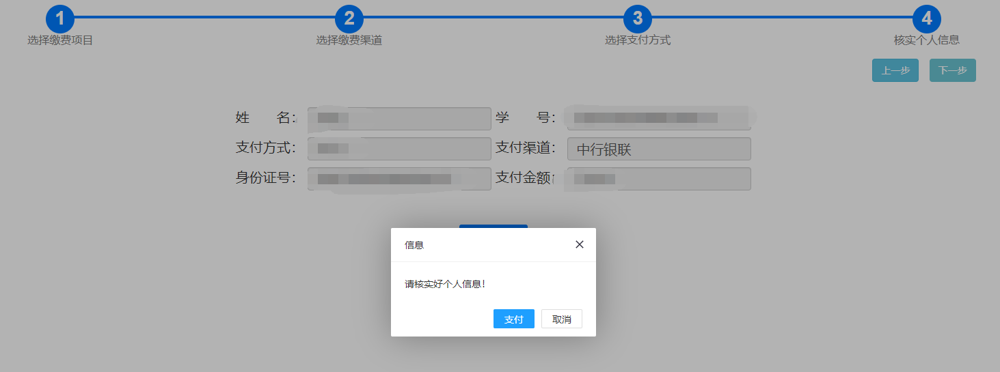 1 2 3 4
选择缴费项目 选择缴费渠道 选择支付方式 核实个人信息
上一步 下一步
姓 名： 学 号：
支付方式： 支付渠道： 中行银联
身份证号： 支付金额：
信息
请核实好个人信息！
支付 取消